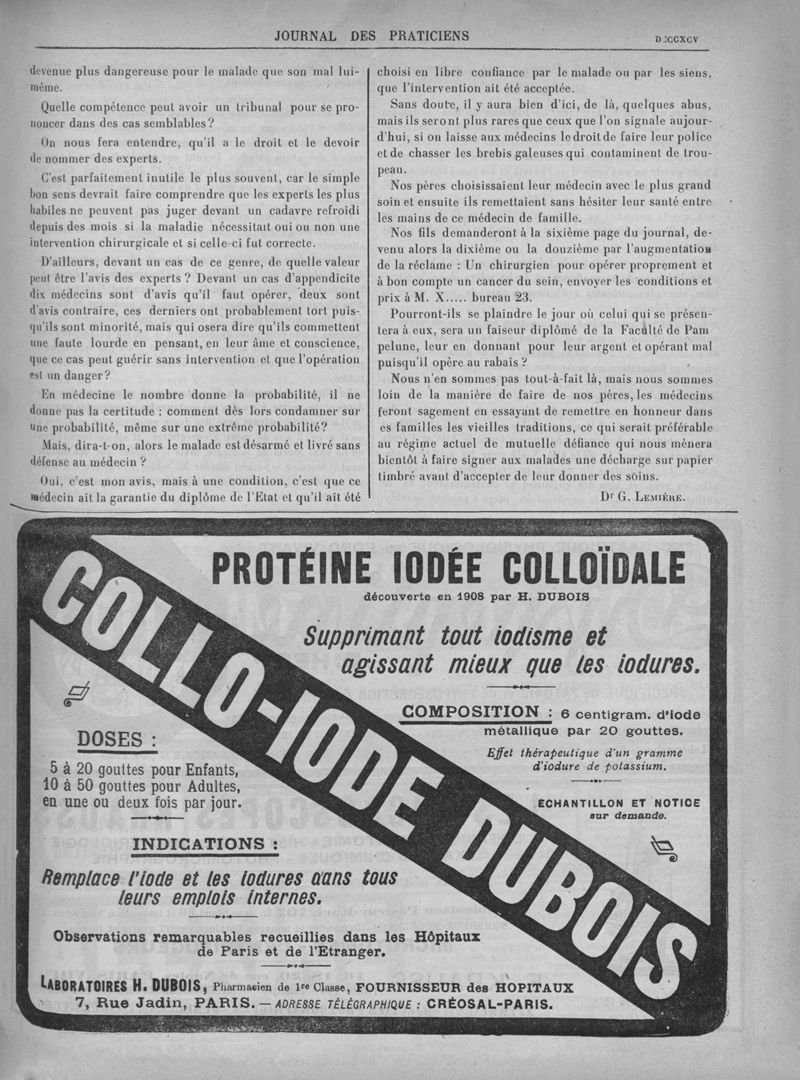 JOURNAL DES PRATICIENS
DCCCXCV
devenue plus dangereuse pour le malade que son mal lui-
même.
Quelle compétence peut avoir un tribunal pour se pro-
noncer dans des cas semblables ?
On nous fera entendre, qu'il a le droit et le devoir
de nommer des experts.
C'est parfaitement inutile le plus souvent, car le simple
bon sens devrait faire comprendre que les experts les plus
habiles ne peuvent pas juger devant un cadavre refroidi
depuis des mois si la maladie nécessitait oui ou non une
intervention chirurgicale et si celle-ci fut correcte.
D'ailleurs, devant un cas de ce genre, de quelle valeur
peut être l'avis des experts ? Devant un cas d'appendicite
dix médecins sont d'avis qu'il faut opérer, deux sont
d'avis contraire, ces derniers ont probablement tort puis-
qu'ils sont minorité, mais qui osera dire qu'ils commettent
une faute lourde en pensant, en leur âme et conscience,
que ce cas peut guérir sans intervention et que l'opération
est un danger ?
En médecine le nombre donne la probabilité, il ne
donne pas la certitude : comment dès lors condamner sur
une probabilité, même sur une extrême probabilité ?
Mais, dira-t-on, alors le malade est désarmé et livré sans
défense au médecin ?
Oui, c'est mon avis, mais à une condition, c'est que ce
médecin ait la garantie du diplôme de l'Etat et qu'il ait été
choisi en libre confiance par le malade ou par les siens,
que l'intervention ait été acceptée.
Sans doute, il y aura bien d'ici, de là, quelques abus,
mais ils seront plus rares que ceux que l'on signale aujour-
d'hui, si on laisse aux médecins le droit de faire leur police
et de chasser les brebis galeuses qui contaminent de trou-
peau.
Nos pères choisissaient leur médecin avec le plus grand
soin et ensuite ils remettaient sans hésiter leur santé entre
les mains de ce médecin de famille.
Nos fils demanderont à la sixième page du journal, de-
venu alors la dixième ou la douzième par l'augmentation
de la réclame : Un chirurgien pour opérer proprement et
à bon compte un cancer du sein, envoyer les conditions et
prix à M. X..... bureau 23.
Pourront-ils se plaindre le jour où celui qui se présen-
tera à eux, sera un faiseur diplômé de la Faculté de Pam
pelune, leur en donnant pour leur argent et opérant mal
puisqu'il opère au rabais ?
Nous n'en sommes pas tout-à-fait là, mais nous sommes
loin de la manière de faire de nos pères, les médecins
feront sagement en essayant de remettre en honneur dans
es familles les vieilles traditions, ce qui serait préférable
au régime actuel de mutuelle défiance qui nous mènera
bientôt à faire signer aux malades une décharge sur papier
timbré avant d'accepter de leur donner des soins.
Dr G. LEMIÈRE.
PROTÉINE IODÉE COLLOÏDALE
découverte en 1908 par H. DUBOIS
Supprimant tout iodisme et
agissant mieux que les iodures.
COLLO-IODE DUBOIS
COMPOSITION : 6 centigram. d'iode
métallique par 20 gouttes.
Effet thérapeutique d'un gramme
d'iodure de potassium.
ÉCHANTILLON ET NOTICE
sur demande.
DOSES :
5 à 20 gouttes pour Enfants,
10 à 50 gouttes pour Adultes,
en une ou deux fois par jour.
INDICATIONS :
Remplace l'iode et les iodures dans tous
leurs emplois internes.
Observations remarquables recueillies dans les Hôpitaux
de Paris et de l'Etranger.
LABORATOIRES H. DUBOIS, Pharmacien de 1re Classe, FOURNISSEUR des HOPITAUX
7, Rue Jadin, PARIS. — ADRESSE TÉLÉGRAPHIQUE : CRÉOSAL-PARIS.